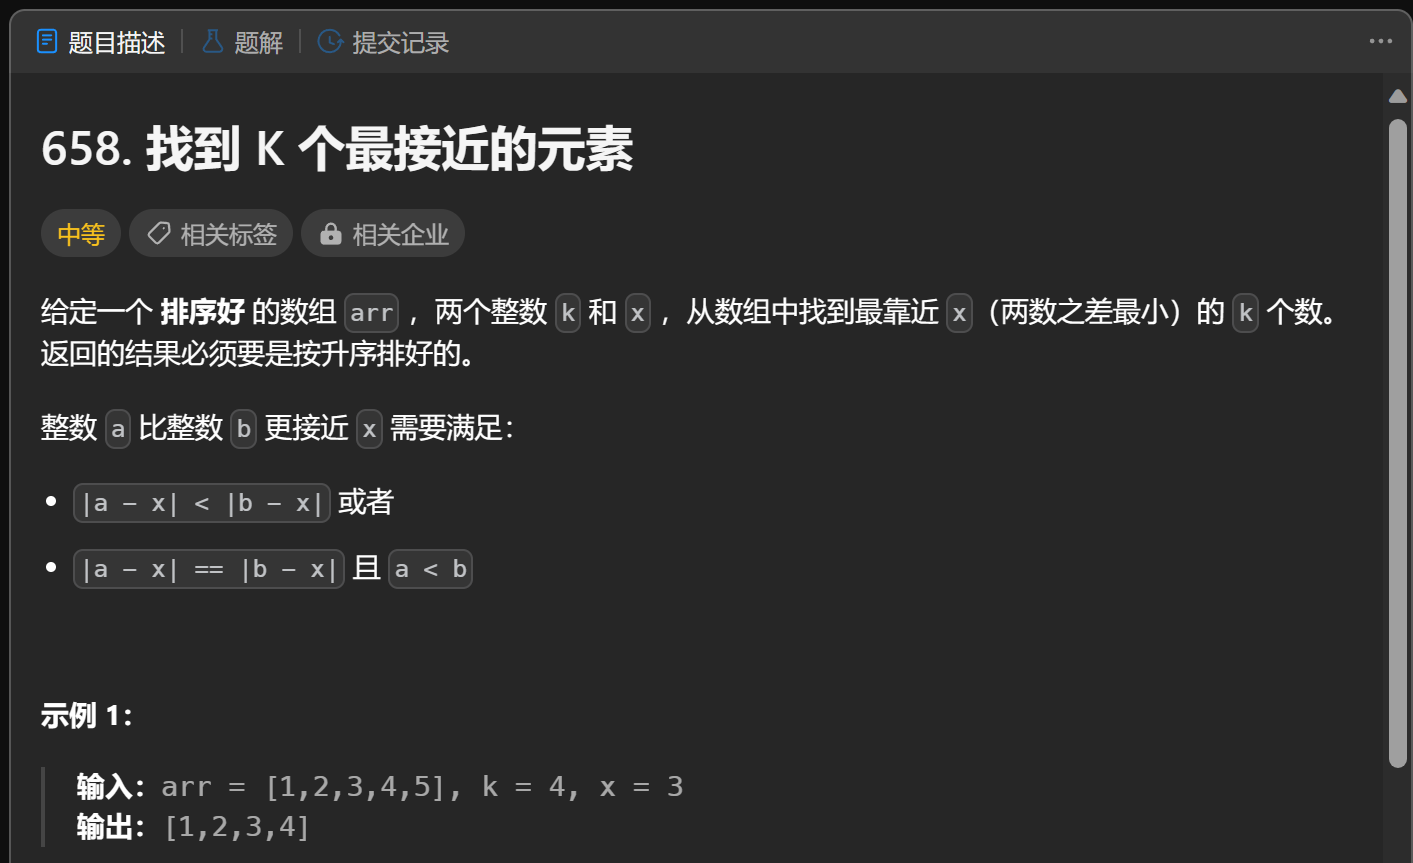 题目描述 题解 提交记录
658. 找到 K 个最接近的元素
中等 相关标签 相关企业
给定一个 排序好 的数组 arr ，两个整数 k 和 x ，从数组中找到最靠近 x（两数之差最小）的 k 个数。
返回的结果必须要是按升序排好的。
整数 a 比整数 b 更接近 x 需要满足：
|a - x| < |b - x| 或者
|a - x| == |b - x| 且 a < b
示例 1：
输入：arr = [1,2,3,4,5], k = 4, x = 3
输出：[1,2,3,4]